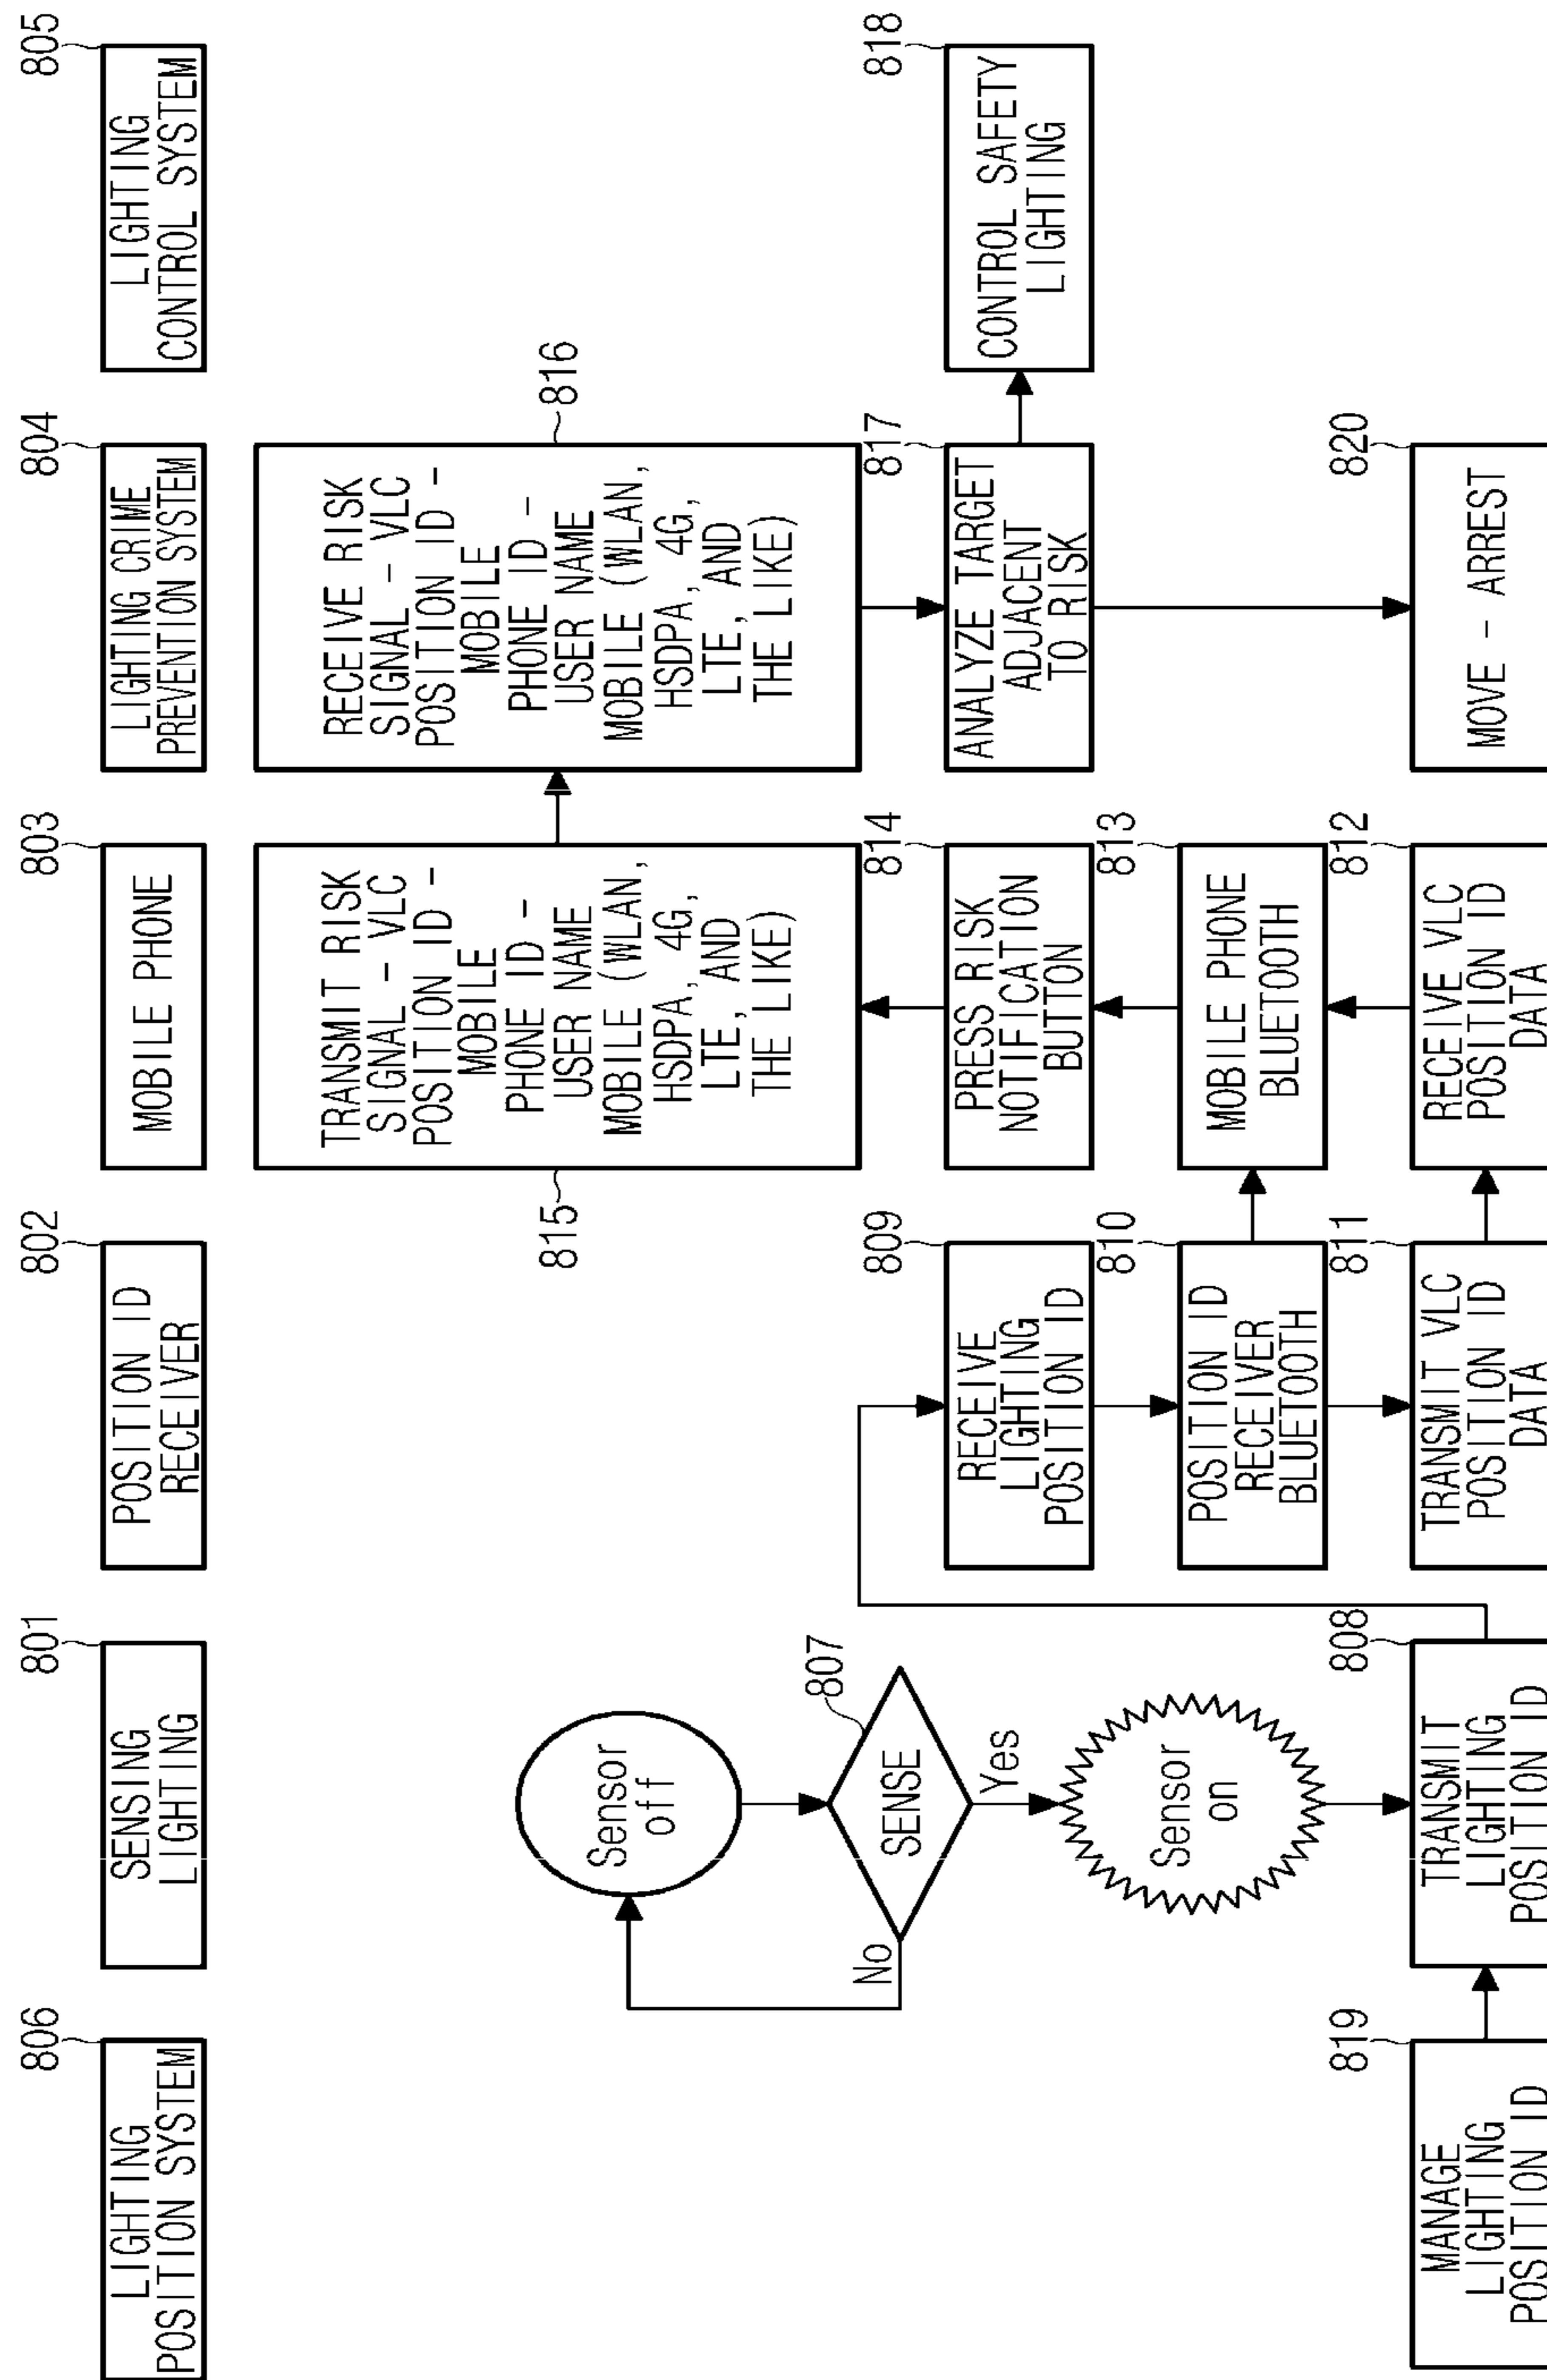 806
LIGHTING
POSITION SYSTEM
801
SENSING
LIGHTING
802
POSITION ID
RECEIVER
803
MOBILE PHONE
804
LIGHTING CRIME
PREVENTION SYSTEM
805
LIGHTING
CONTROL SYSTEM
Sensor
off
807
SENSE
No
Yes
Sensor
on
819
MANAGE
LIGHTING
POSITION ID
808
TRANSMIT
LIGHTING
POSITION ID
809
RECEIVE
LIGHTING
POSITION ID
810
POSITION ID
RECEIVER
BLUETOOTH
811
TRANSMIT VLC
POSITION ID
DATA
815
TRANSMIT RISK
SIGNAL - VLC
POSITION ID -
MOBILE
PHONE ID -
USER NAME
MOBILE (WLAN,
HSDPA, 4G,
LTE, AND
THE LIKE)
814
PRESS RISK
NOTIFICATION
BUTTON
813
MOBILE PHONE
BLUETOOTH
812
RECEIVE VLC
POSITION ID
DATA
816
RECEIVE RISK
SIGNAL - VLC
POSITION ID -
MOBILE
PHONE ID -
USER NAME
MOBILE (WLAN,
HSDPA, 4G,
LTE, AND
THE LIKE)
817
ANALYZE TARGET
ADJACENT
TO RISK
820
MOVE - ARREST
818
CONTROL SAFETY
LIGHTING